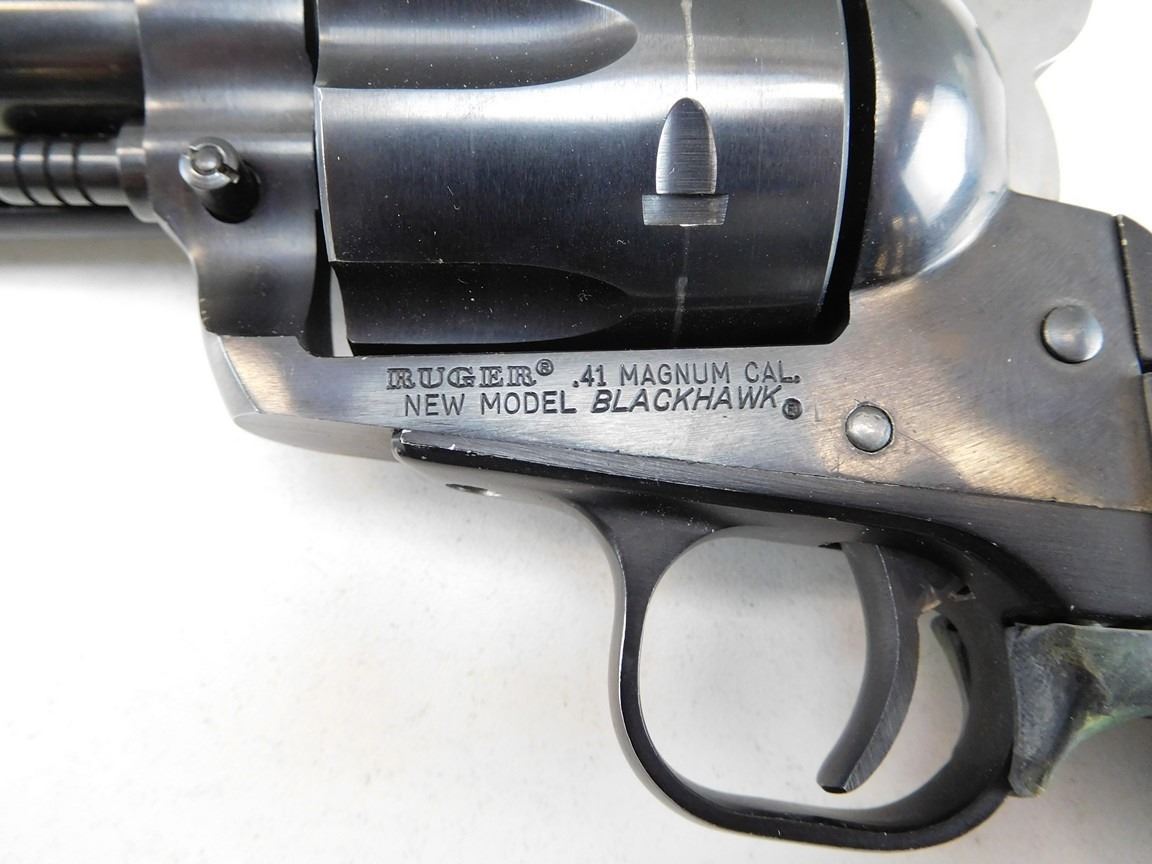 RUGER® .41 MAGNUM CAL.
NEW MODEL BLACKHAWK®